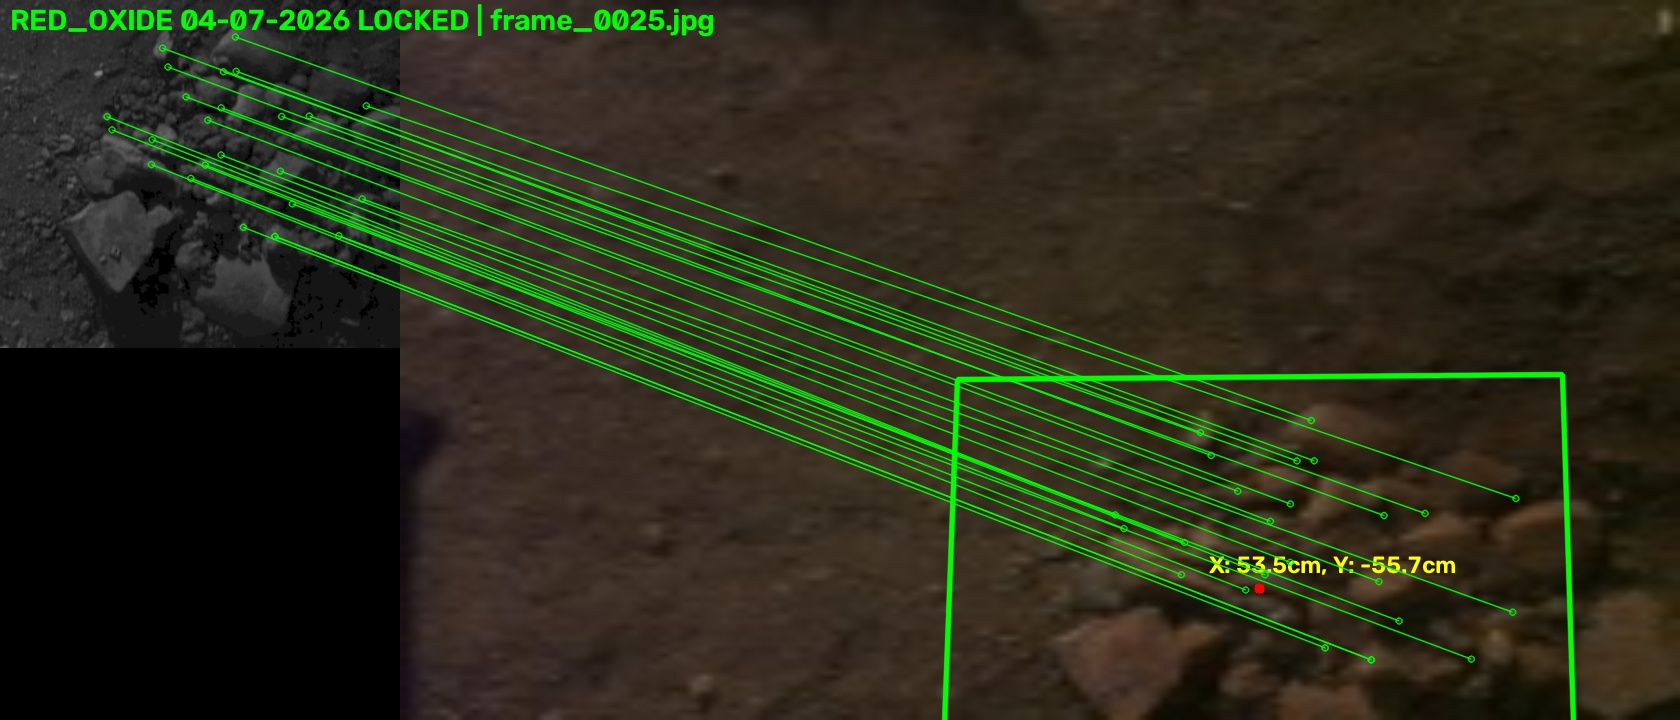 RED_OXIDE 04-07-2026 LOCKED | frame_0025.jpg
X: 53.5cm, Y: -55.7cm